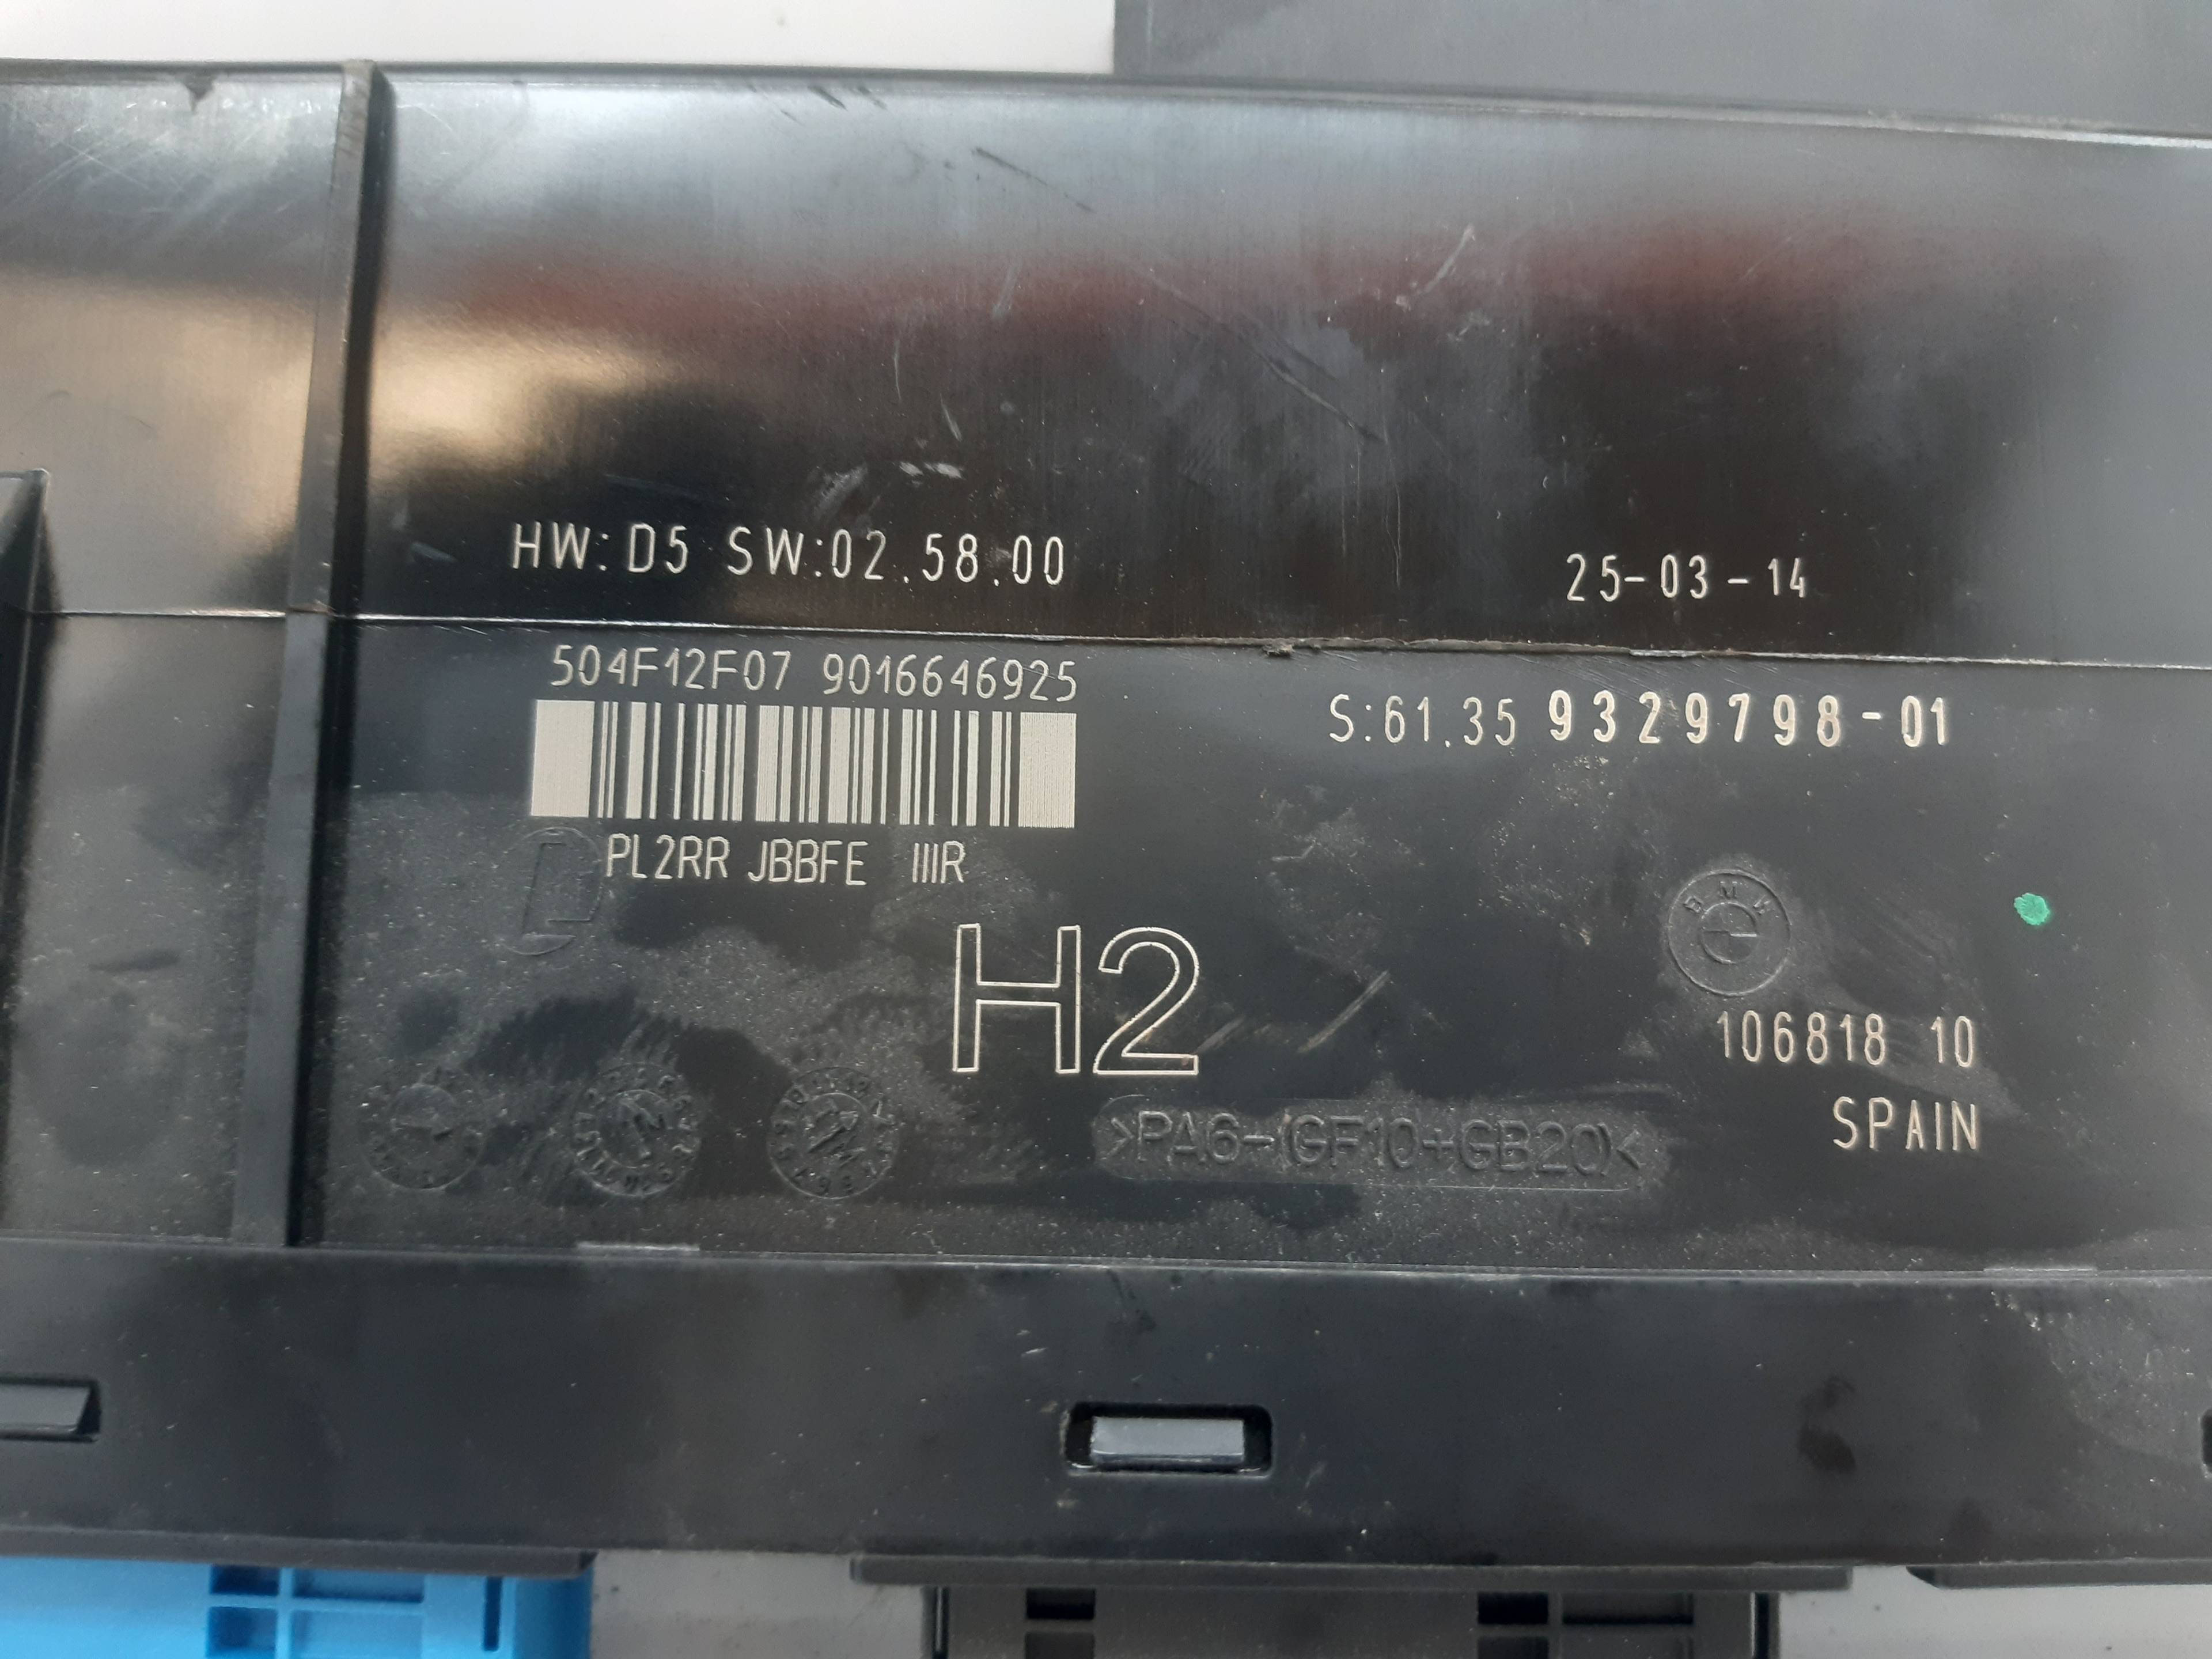 HW: D5 SW:02.58.00
25-03-14
504F12F07 9016646925
S:61.35 9329798-01
PL2RR JBBFE IIIR
BMW
H2
106818 10
>PA6-(GF10+GB20)<
SPAIN